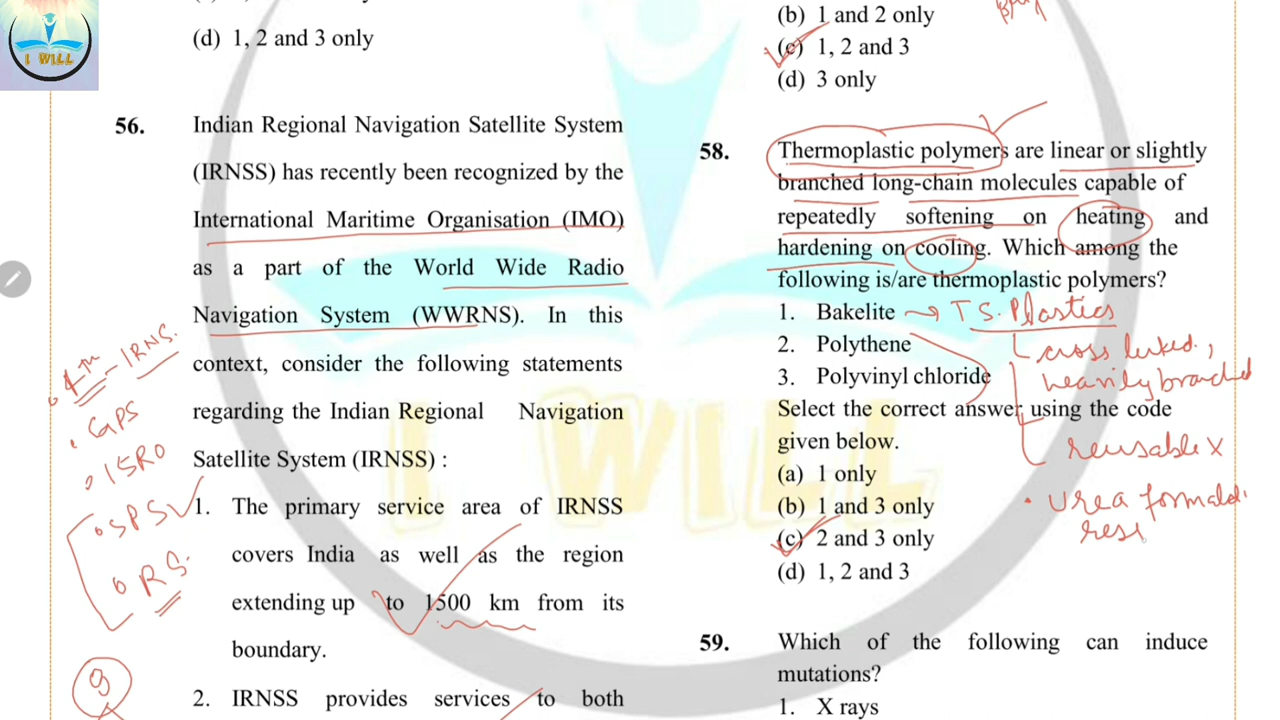 I WILL
(d) 1, 2 and 3 only
56. Indian Regional Navigation Satellite System
(IRNSS) has recently been recognized by the
International Maritime Organisation (IMO)
as a part of the World Wide Radio
Navigation System (WWRNS). In this
context, consider the following statements
regarding the Indian Regional Navigation
Satellite System (IRNSS) :
1. The primary service area of IRNSS
covers India as well as the region
extending up to 1500 km from its
boundary.
2. IRNSS provides services to both
4th - IRNS.
GPS
ISRO
SPS
RS.
(b) 1 and 2 only
(c) 1, 2 and 3
(d) 3 only
58. Thermoplastic polymers are linear or slightly
branched long-chain molecules capable of
repeatedly softening on heating and
hardening on cooling. Which among the
following is/are thermoplastic polymers?
1. Bakelite → T S. Plastics
2. Polythene
cross linked,
3. Polyvinyl chloride
heavily branched
Select the correct answer using the code
given below.
reusable x
(a) 1 only
(b) 1 and 3 only
• Urea formald.
(c) 2 and 3 only
resi
(d) 1, 2 and 3
59. Which of the following can induce
mutations?
1. X rays
I WILL